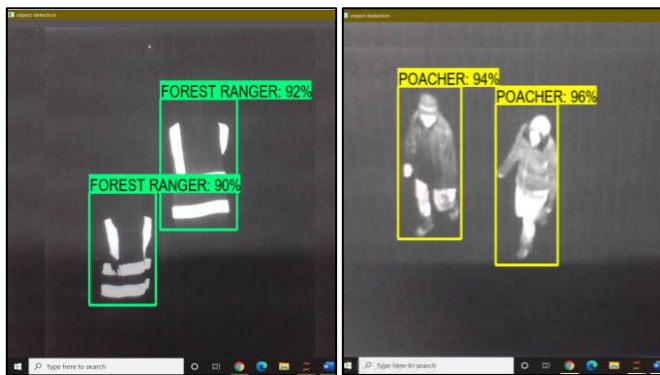 object detection
FOREST RANGER: 92%
FOREST RANGER: 90%
Type here to search
object detection
POACHER: 94%
POACHER: 96%
Type here to search